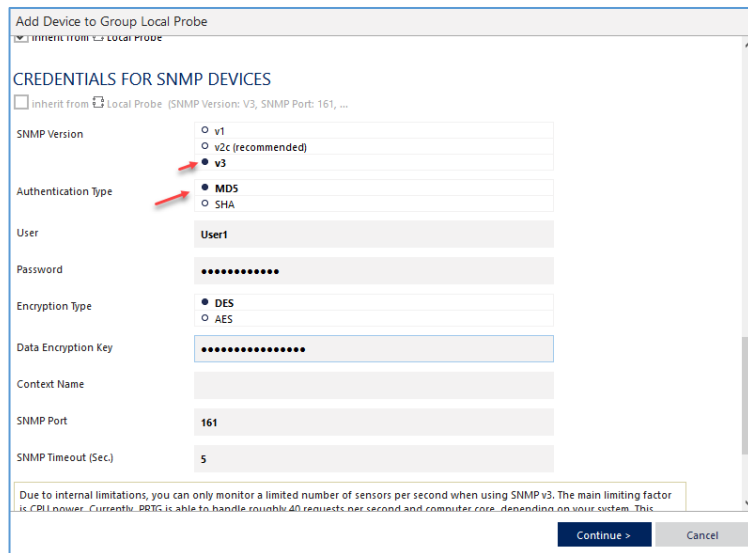 Add Device to Group Local Probe
inherit from Local Probe
CREDENTIALS FOR SNMP DEVICES
inherit from Local Probe (SNMP Version: V3, SNMP Port: 161, ...
SNMP Version
v1
v2c (recommended)
v3
Authentication Type
MD5
SHA
User
User1
Password
••••••••••••
Encryption Type
DES
AES
Data Encryption Key
••••••••••••••••
Context Name
SNMP Port
161
SNMP Timeout (Sec.)
5
Due to internal limitations, you can only monitor a limited number of sensors per second when using SNMP v3. The main limiting factor
is CPU power. Currently, PRTG is able to handle roughly 40 requests per second and computer core, depending on your system. This
Continue >
Cancel